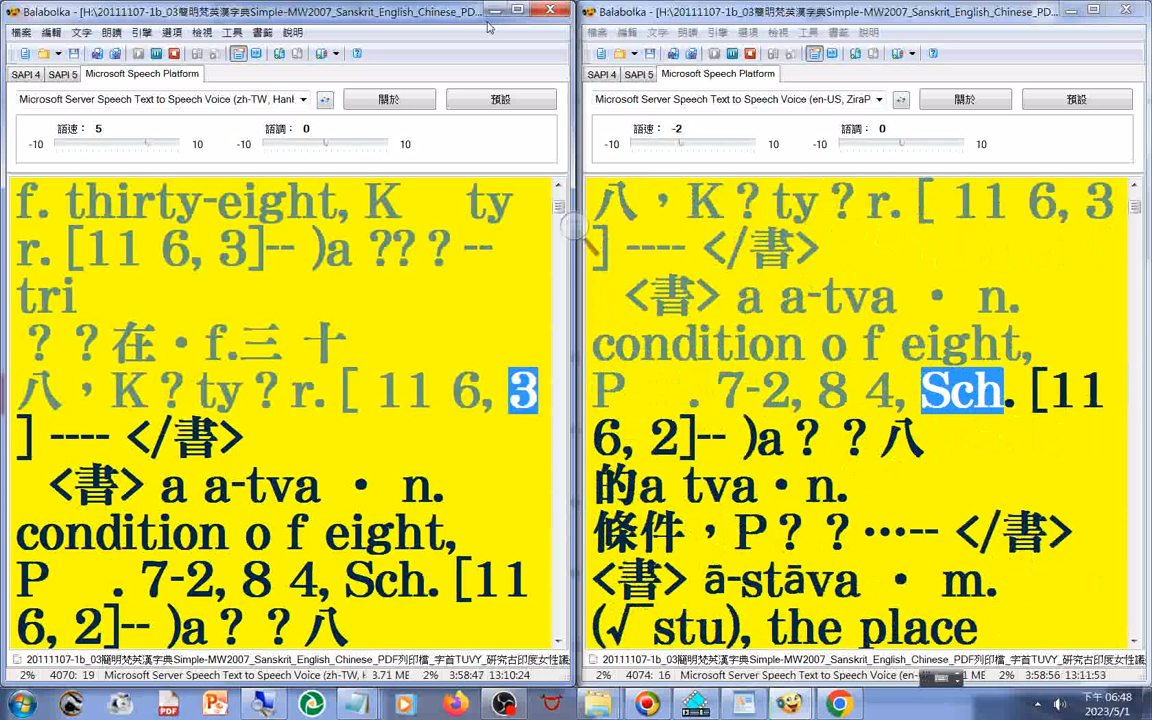 Balabolka - [H:\20111107-1b_03簡明梵英漢字典Simple-MW2007_Sanskrit_English_Chinese_PD...
檔案 編輯 文字 朗讀 引擎 選項 檢視 工具 書籤 說明
SAPI 4 SAPI 5 Microsoft Speech Platform
Microsoft Server Speech Text to Speech Voice (zh-TW, HanI
關於 預設
語速： 5 語調： 0
-10 10 -10 10
f. thirty-eight, K ty
r. [11 6, 3]-- )a ?? ? --
tri
？ ？在・f.三 十
八，K？ty？r. [ 11 6, 3
] ---- </書>
<書> a a-tva ・ n.
condition o f eight,
P . 7-2, 8 4, Sch. [11
6, 2]-- )a？？八
20111107-1b_03簡明梵英漢字典Simple-MW2007_Sanskrit_English_Chinese_PDF列印檔_字首TUVY_研究古印度女性議
2% 4070: 19 Microsoft Server Speech Text to Speech Voice (zh-TW, H 3.71 ME 2% 3:58:47 13:10:24
Balabolka - [H:\20111107-1b_03簡明梵英漢字典Simple-MW2007_Sanskrit_English_Chinese_PD...
檔案 編輯 文字 朗讀 引擎 選項 檢視 工具 書籤 說明
SAPI 4 SAPI 5 Microsoft Speech Platform
Microsoft Server Speech Text to Speech Voice (en-US, ZiraP
關於 預設
語速： -2 語調： 0
-10 10 -10 10
八，K？ty？r. [ 11 6, 3
] ---- </書>
<書> a a-tva ・ n.
condition o f eight,
P . 7-2, 8 4, Sch. [11
6, 2]-- )a？？八
的a tva・n.
條件，P？？…-- </書>
<書> ā-stāva ・ m.
(√ stu), the place
20111107-1b_03簡明梵英漢字典Simple-MW2007_Sanskrit_English_Chinese_PDF列印檔_字首TUVY_研究古印度女性議
2% 4074: 16 Microsoft Server Speech Text to Speech Voice (en-U 2% 3:58:56 13:11:53
下午 06:48
2023/5/1